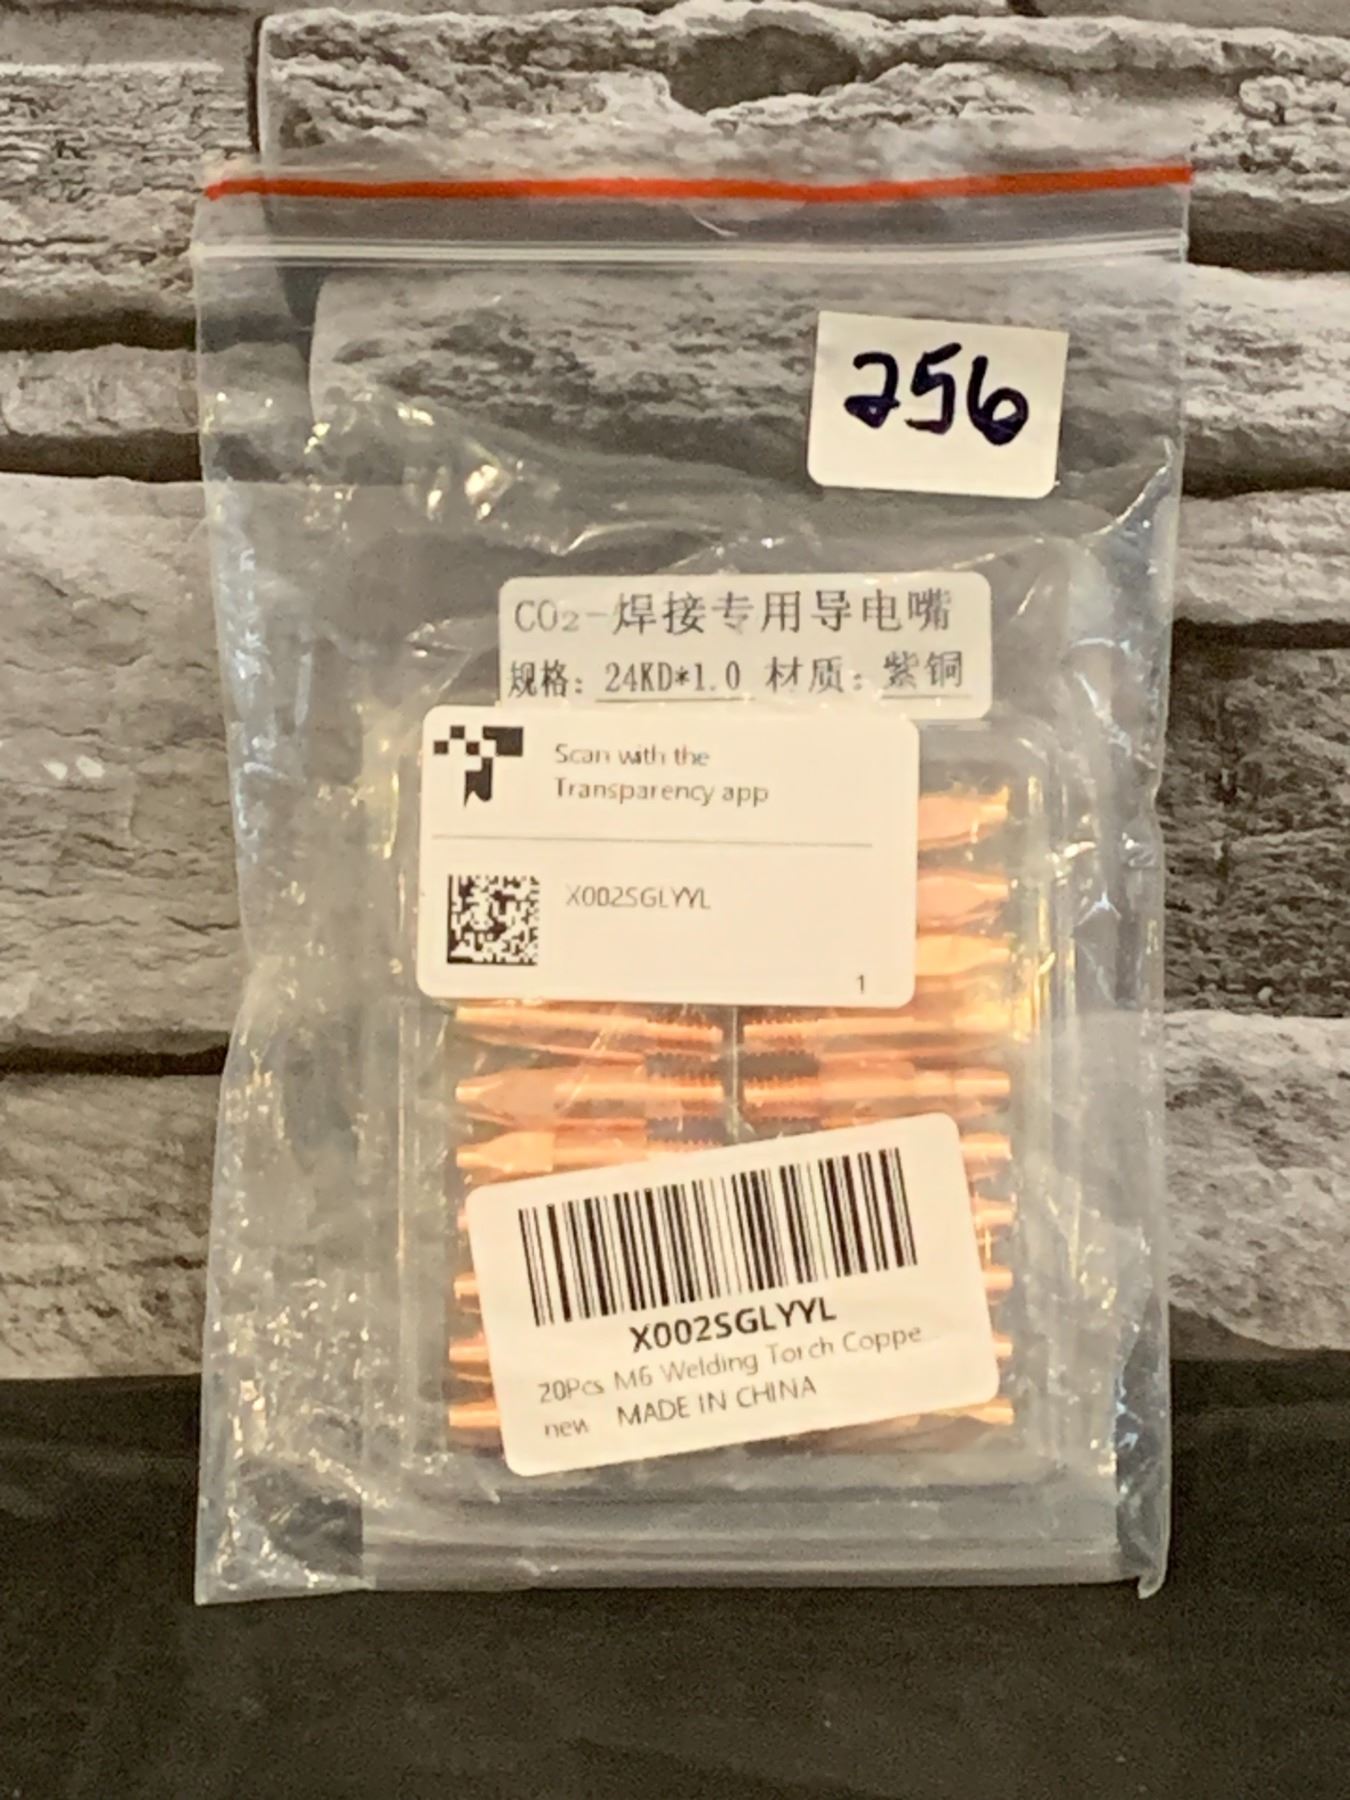 256
CO₂-焊接专用导电嘴
规格: 24KD*1.0 材质: 紫铜
Scan with the
Transparency app
X002SGLYYL
1
X002SGLYYL
20Pcs M6 Welding Torch Coppe
new MADE IN CHINA